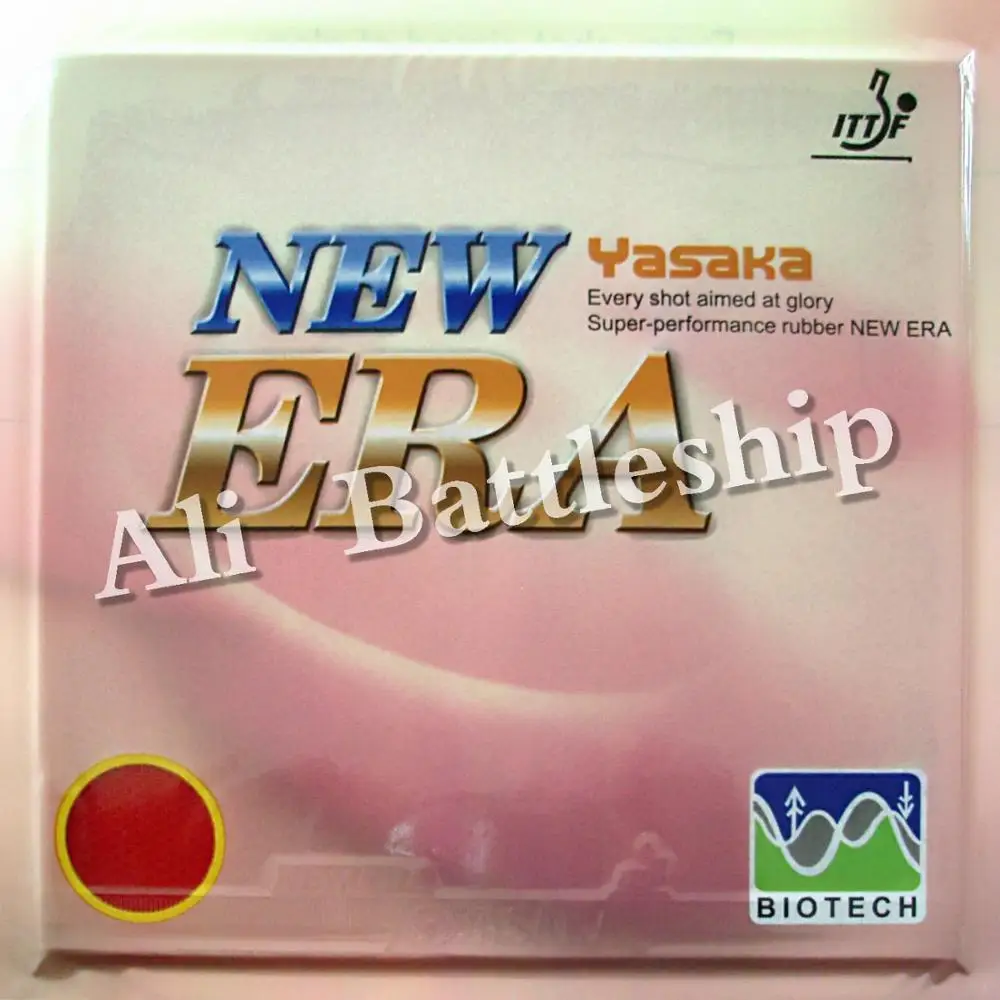 ITTF
NEW
ERA
Yasaka
Every shot aimed at glory
Super-performance rubber NEW ERA
Ali Battleship
BIOTECH